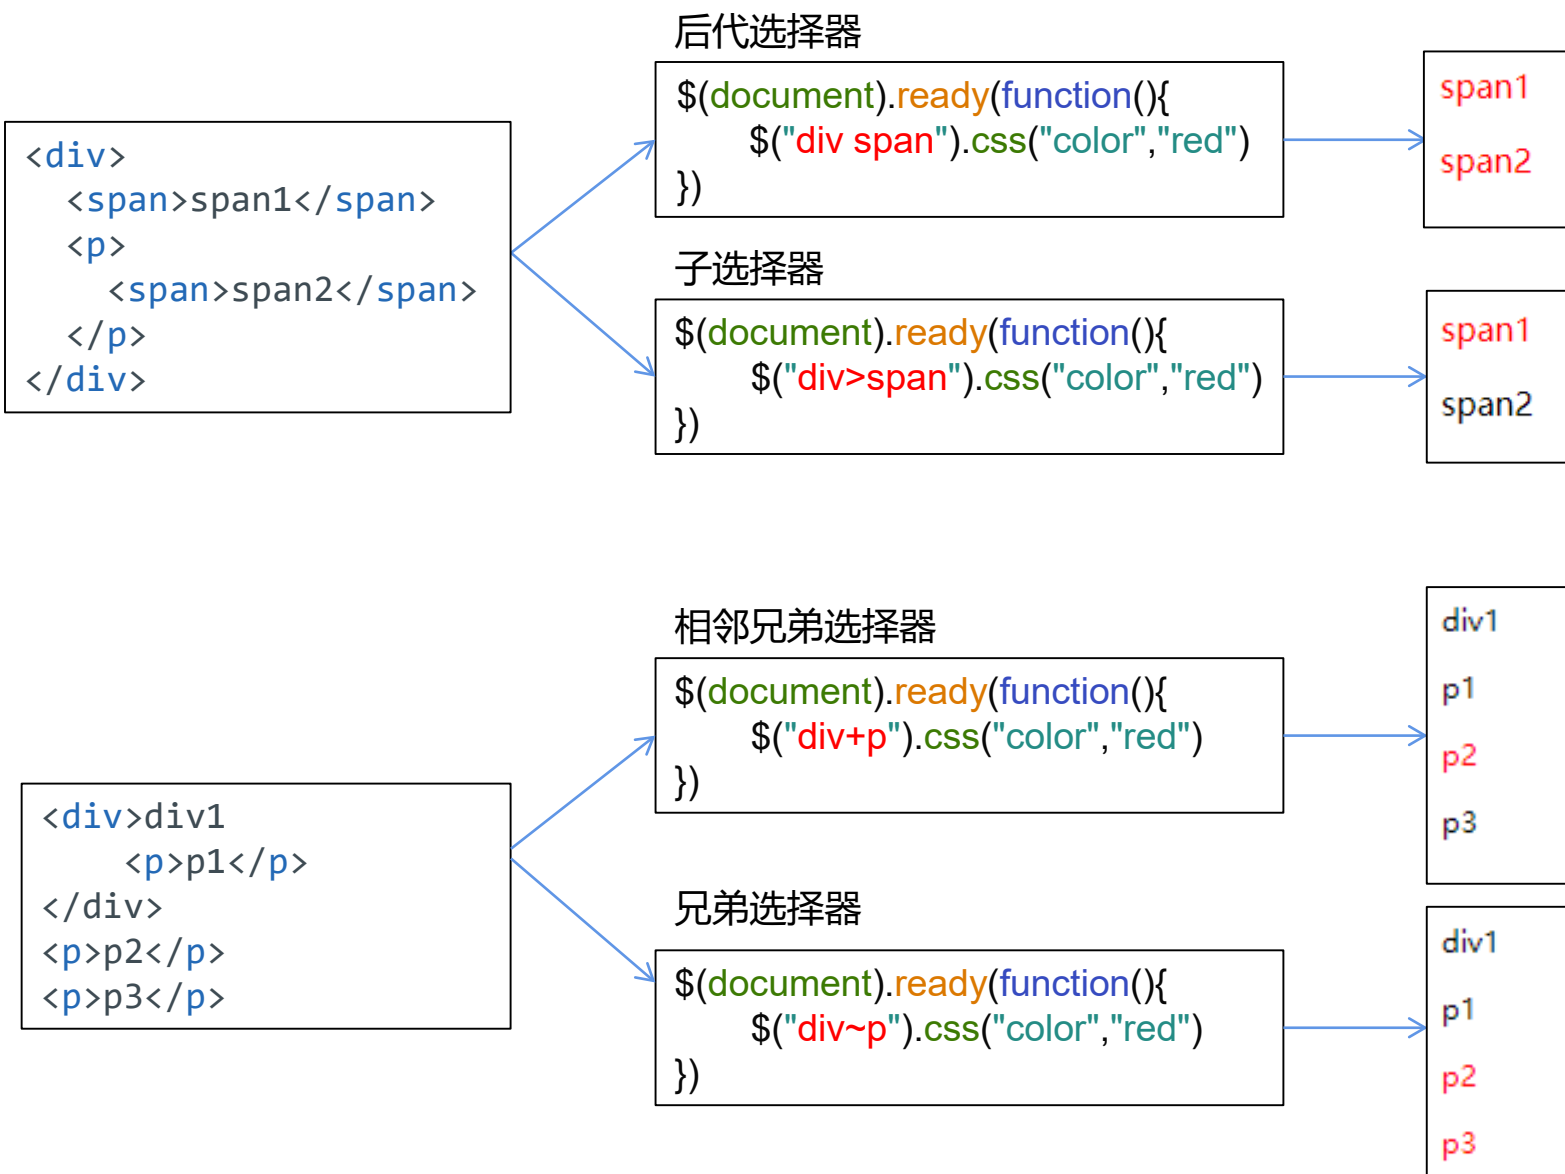 后代选择器
$(document).ready(function(){
$("div span").css("color","red")
})
span1
span2
<div>
<span>span1</span>
<p>
<span>span2</span>
</p>
</div>
子选择器
$(document).ready(function(){
$("div>span").css("color","red")
})
span1
span2
相邻兄弟选择器
$(document).ready(function(){
$("div+p").css("color","red")
})
div1
p1
p2
p3
<div>div1
<p>p1</p>
</div>
<p>p2</p>
<p>p3</p>
兄弟选择器
$(document).ready(function(){
$("div~p").css("color","red")
})
div1
p1
p2
p3